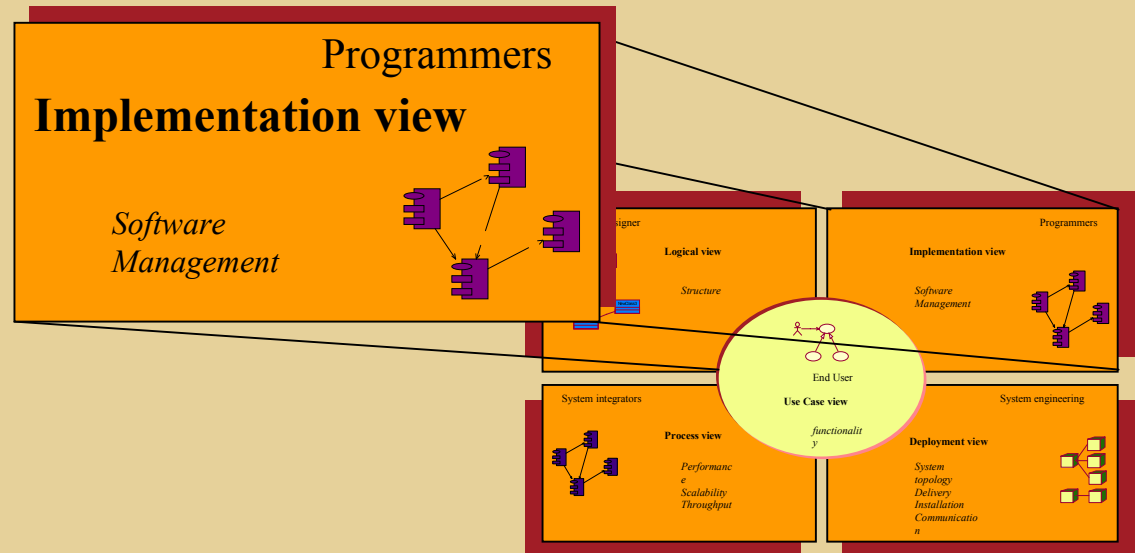 Programmers
Implementation view
Software
Management
signer
Logical view
Structure
Programmers
Implementation view
Software
Management
End User
Use Case view
functionalit
y
System integrators
Process view
Performanc
e
Scalability
Throughput
System engineering
Deployment view
System
topology
Delivery
Installation
Communicatio
n